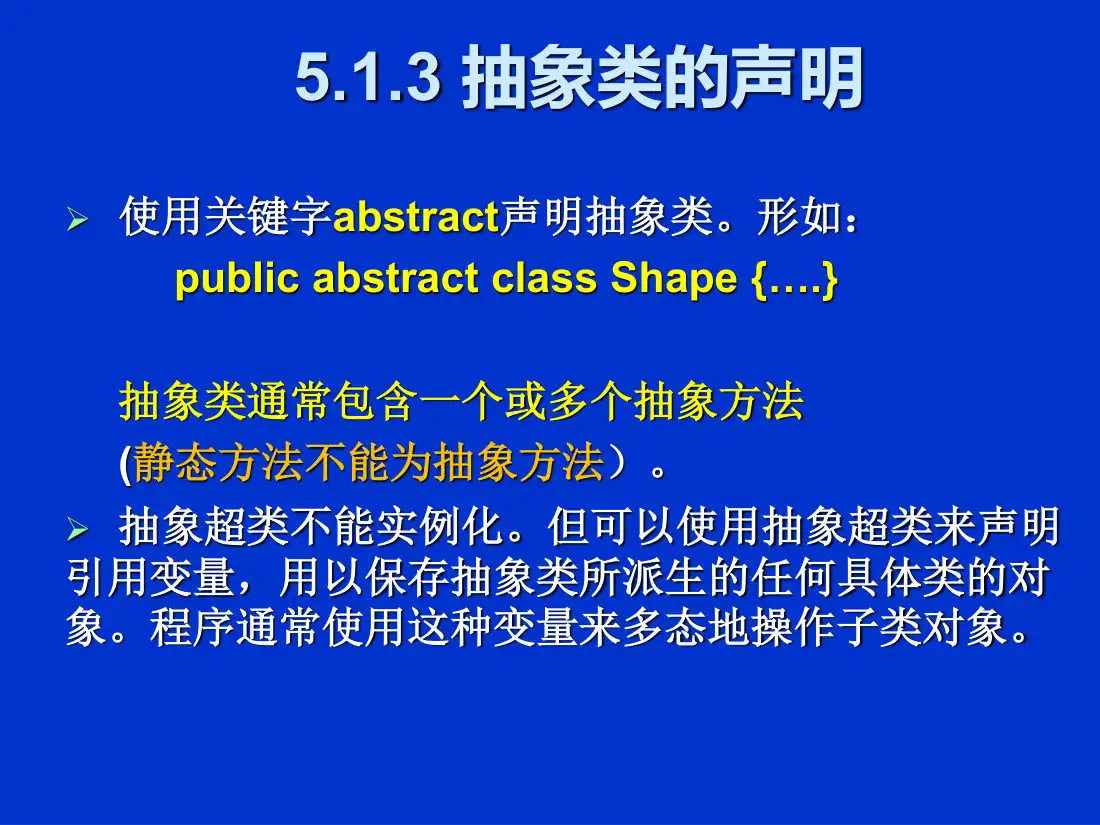 5.1.3 抽象类的声明
使用关键字abstract声明抽象类。形如：
public abstract class Shape {….}
抽象类通常包含一个或多个抽象方法
(静态方法不能为抽象方法）。
抽象超类不能实例化。但可以使用抽象超类来声明
引用变量，用以保存抽象类所派生的任何具体类的对
象。程序通常使用这种变量来多态地操作子类对象。